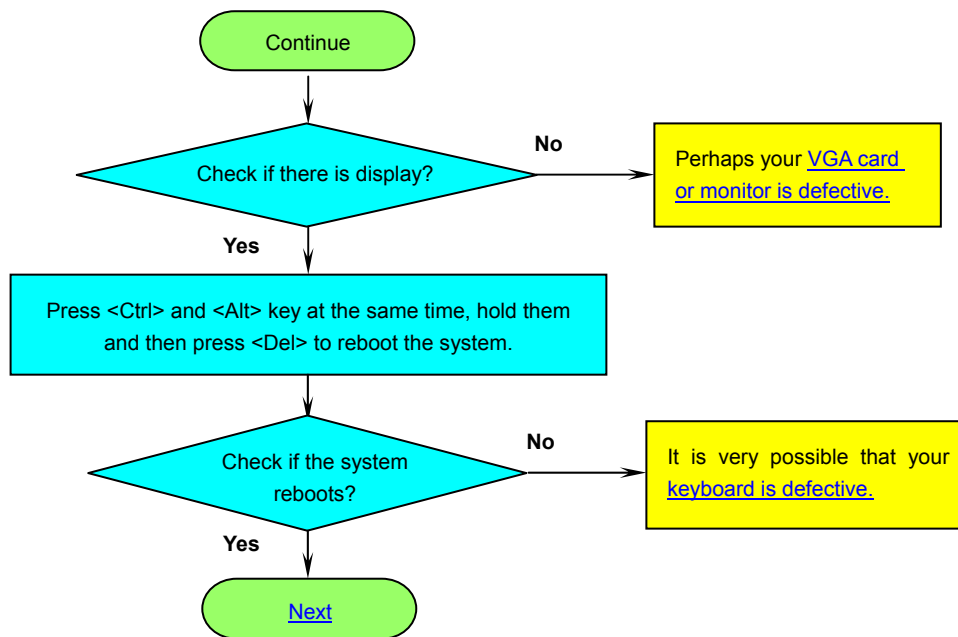 Continue
Check if there is display?
No
Perhaps your VGA card
or monitor is defective.
Yes
Press <Ctrl> and <Alt> key at the same time, hold them
and then press <Del> to reboot the system.
Check if the system
reboots?
No
It is very possible that your
keyboard is defective.
Yes
Next